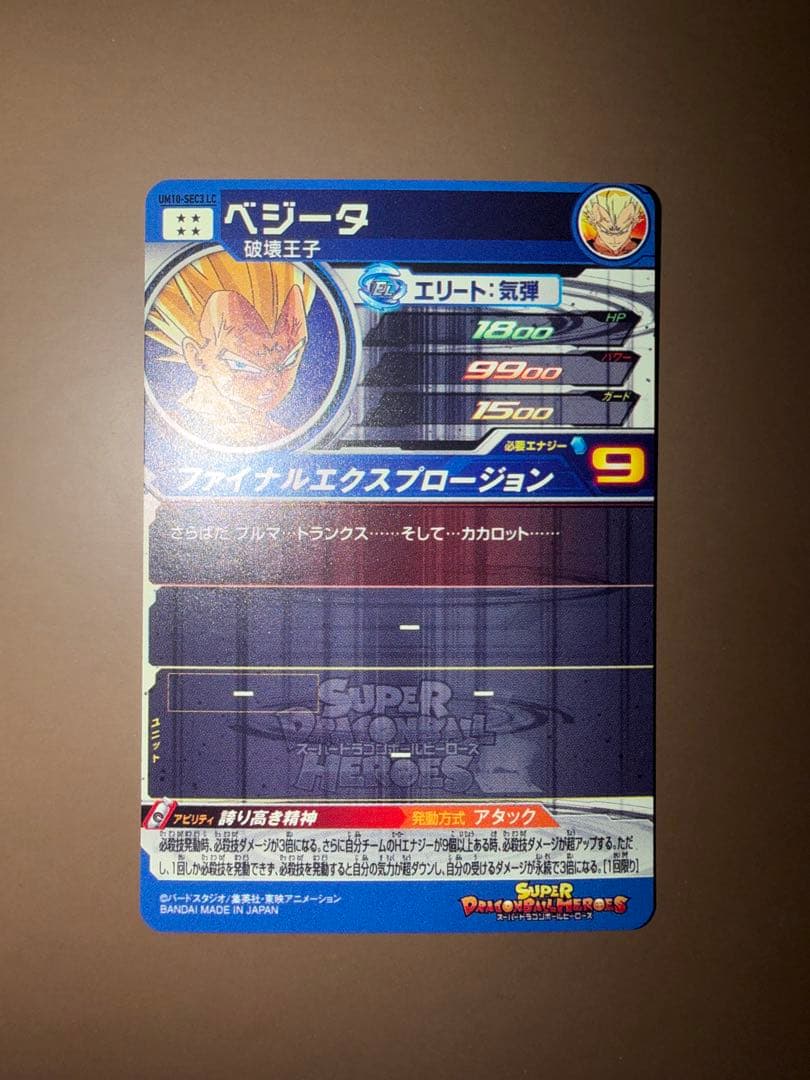 UM10-SEC3 LC
ベジータ
破壊王子
EL エリート:気弾
HP
1800
パワー
9900
ガード
1500
必要エナジー
9
ファイナルエクスプロージョン
さらばだ ブルマ…トランクス……そして…カカロット……
ー
ユニット
ー ー
ー
SUPER
DRAGONBALL
スーパードラゴンボールヒーローズ
HEROES
アビリティ 誇り高き精神 発動方式 アタック
必殺技発動時、必殺技ダメージが3倍になる。さらに自分チームのHエナジーが9個以上ある時、必殺技ダメージが超アップする。ただ
し、1回しか必殺技を発動できず、必殺技を発動すると自分の気力が超ダウンし、自分の受けるダメージが永続で3倍になる。[1回限り]
©バードスタジオ/集英社・東映アニメーション
BANDAI MADE IN JAPAN
SUPER
DRAGONBALL HEROES
スーパードラゴンボールヒーローズ